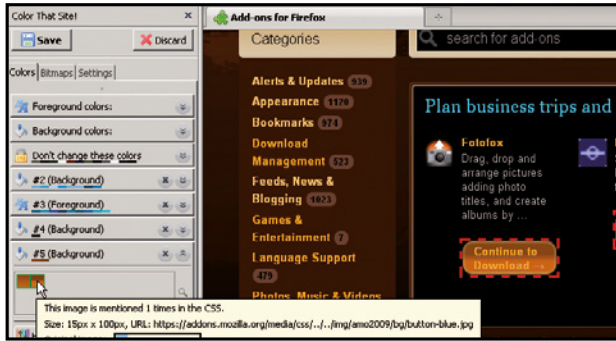 Color That Site!
Save
Discard
Colors
Bitmaps
Settings
Foreground colors:
Background colors:
Don't change these colors
#2 (Background)
#3 (Foreground)
#4 (Background)
#5 (Background)
Add-ons for Firefox
Categories
search for add-ons
Alerts & Updates 939
Appearance 1170
Bookmarks 974
Download
Management 523
Feeds, News &
Blogging 1023
Games &
Entertainment 7
Language Support
479
Photos, Music & Videos
Plan business trips and
Fotofox
Drag, drop and
arrange pictures
adding photo
titles, and create
albums by ...
Continue to
Download →
This image is mentioned 1 times in the CSS.
Size: 15px x 100px, URL: https://addons.mozilla.org/media/css/../../img/amo2009/bg/button-blue.jpg